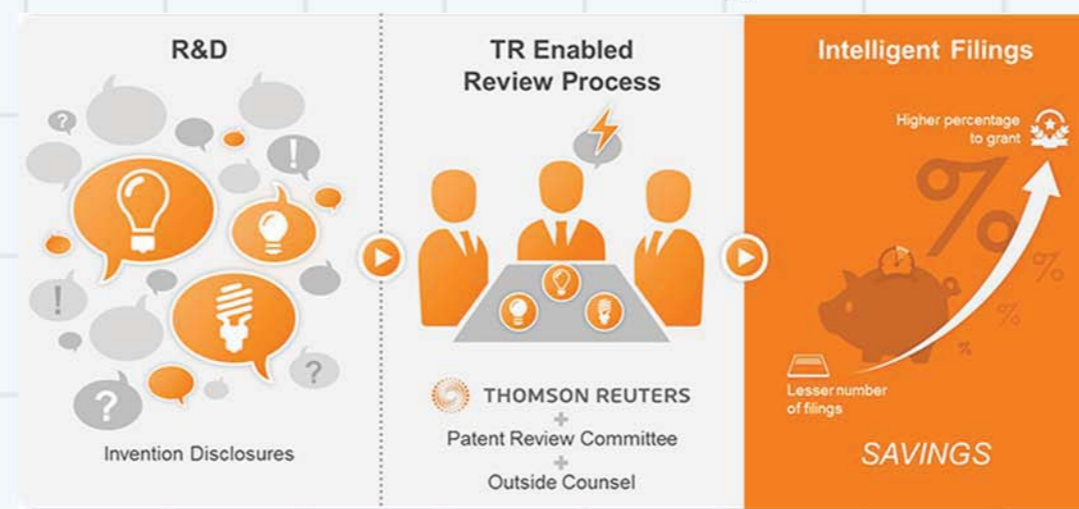 R&D
?
!
!
?
?
Invention Disclosures
TR Enabled
Review Process
THOMSON REUTERS
+
Patent Review Committee
+
Outside Counsel
Intelligent Filings
Higher percentage
to grant
%
%
%
%
Lesser number
of filings
SAVINGS